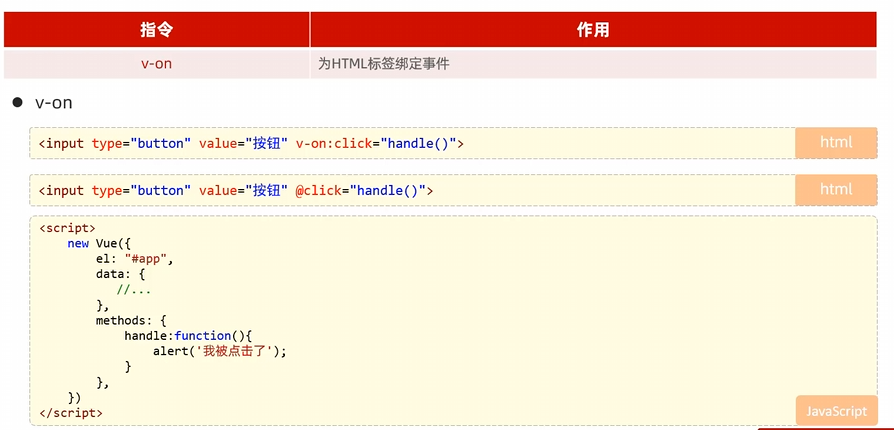 指令 作用
v-on 为HTML标签绑定事件
● v-on
<input type="button" value="按钮" v-on:click="handle()"> html
<input type="button" value="按钮" @click="handle()"> html
<script>
    new Vue({
        el: "#app",
        data: {
           //...
        },
        methods: {
            handle:function(){
                alert('我被点击了');
            }
        },
    })
</script>
JavaScript